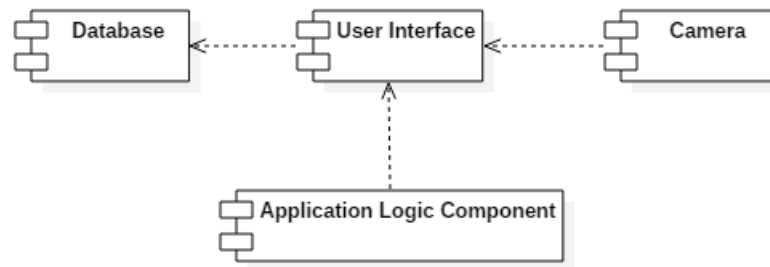 Database
User Interface
Camera
Application Logic Component